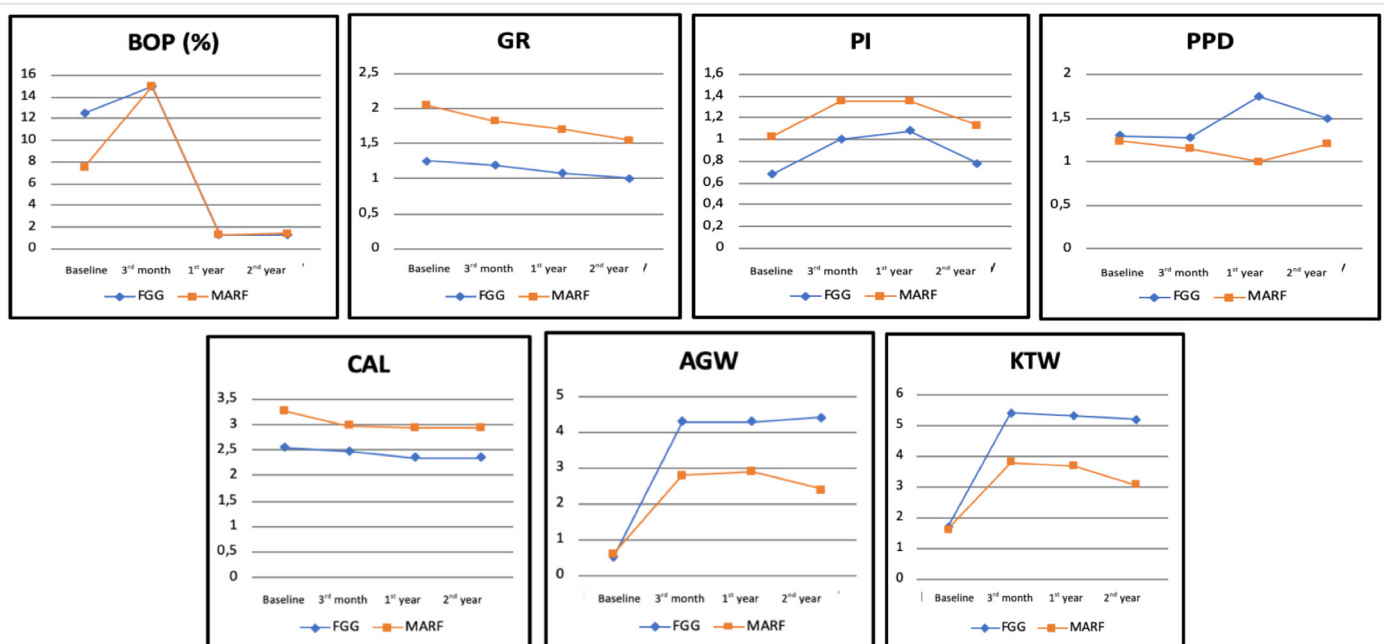 BOP (%)
16
14
12
10
8
6
4
2
0
Baseline 3rd month 1st year 2nd year
FGG MARF
GR
2,5
2
1,5
1
0,5
0
Baseline 3rd month 1st year 2nd year
FGG MARF
PI
1,6
1,4
1,2
1
0,8
0,6
0,4
0,2
0
Baseline 3rd month 1st year 2nd year
FGG MARF
PPD
2
1,5
1
0,5
0
Baseline 3rd month 1st year 2nd year
FGG MARF
CAL
3,5
3
2,5
2
1,5
1
0,5
0
Baseline 3rd month 1st year 2nd year
FGG MARF
AGW
5
4
3
2
1
0
Baseline 3rd month 1st year 2nd year
FGG MARF
KTW
6
5
4
3
2
1
0
Baseline 3rd month 1st year 2nd year
FGG MARF